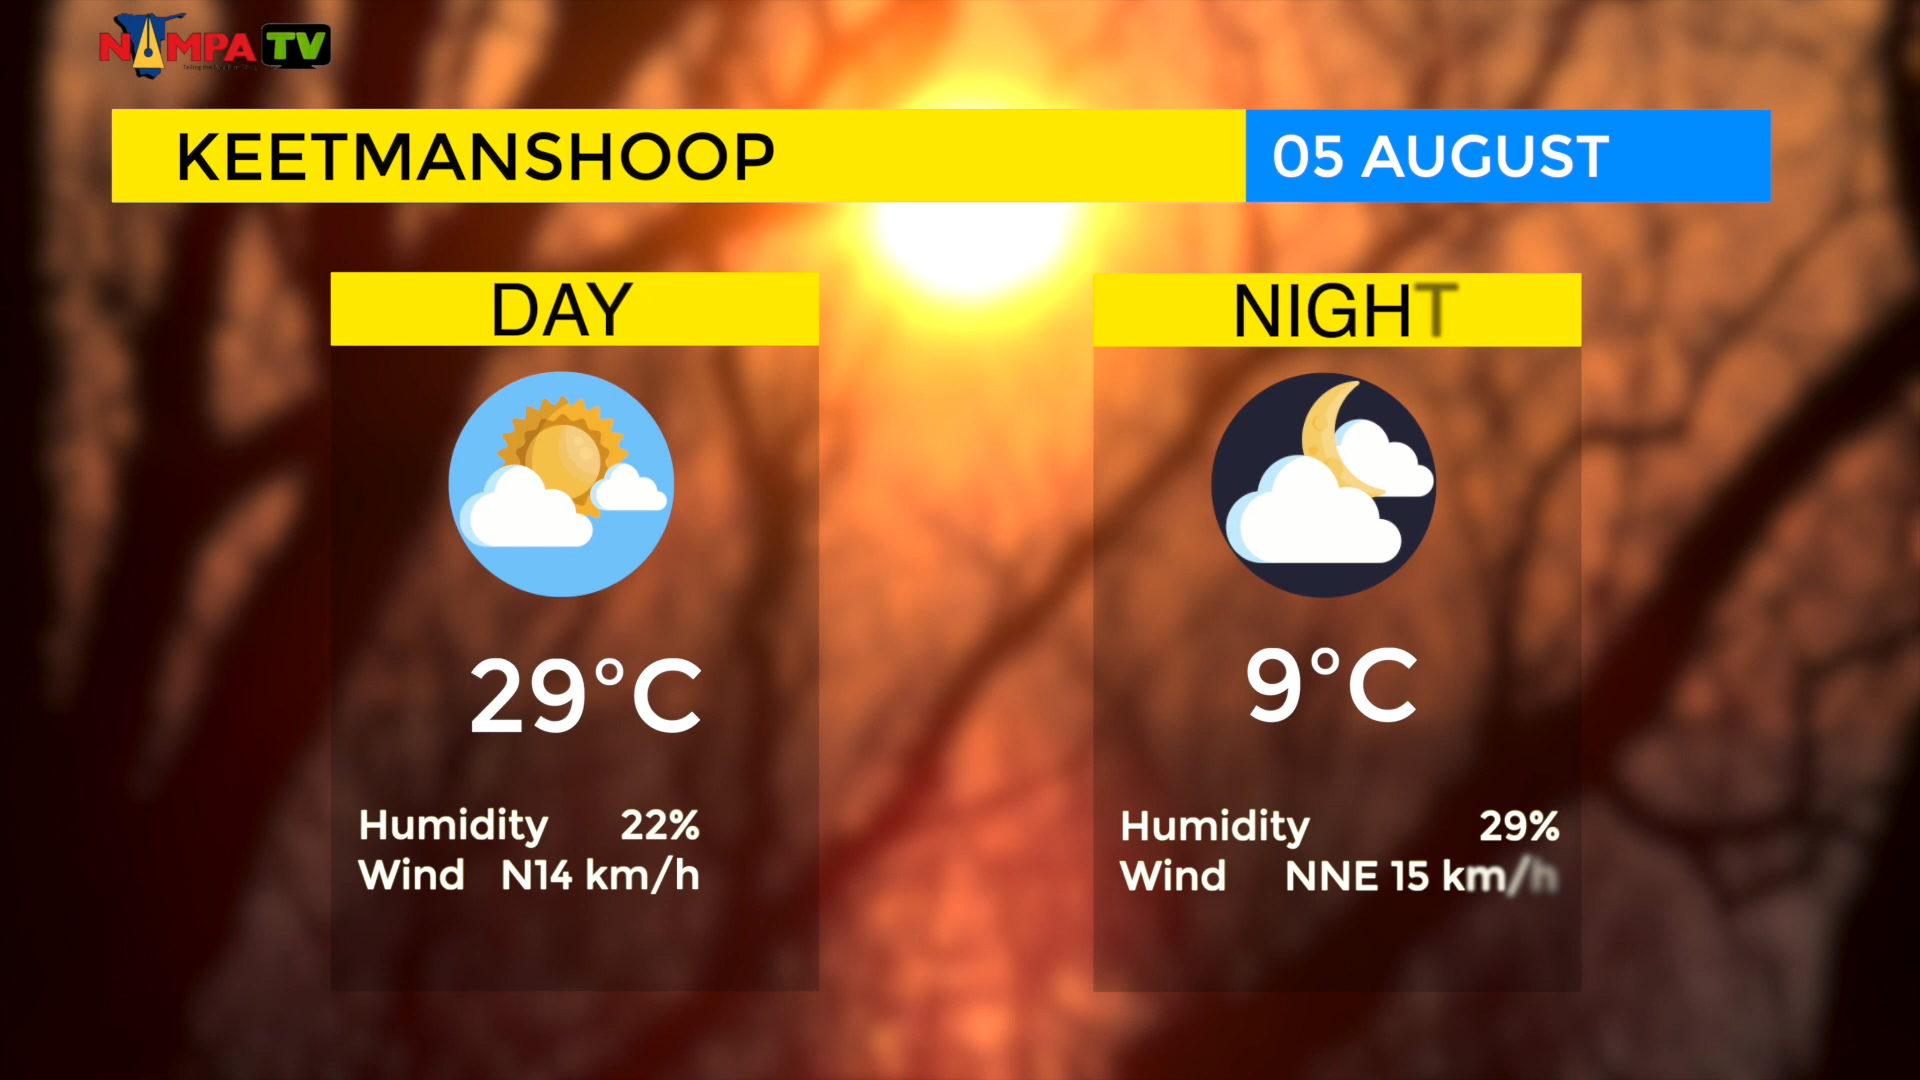 NAMPA TV
KEETMANSHOOP
05 AUGUST
DAY
29°C
Humidity 22%
Wind N14 km/h
NIGHT
9°C
Humidity 29%
Wind NNE 15 km/h